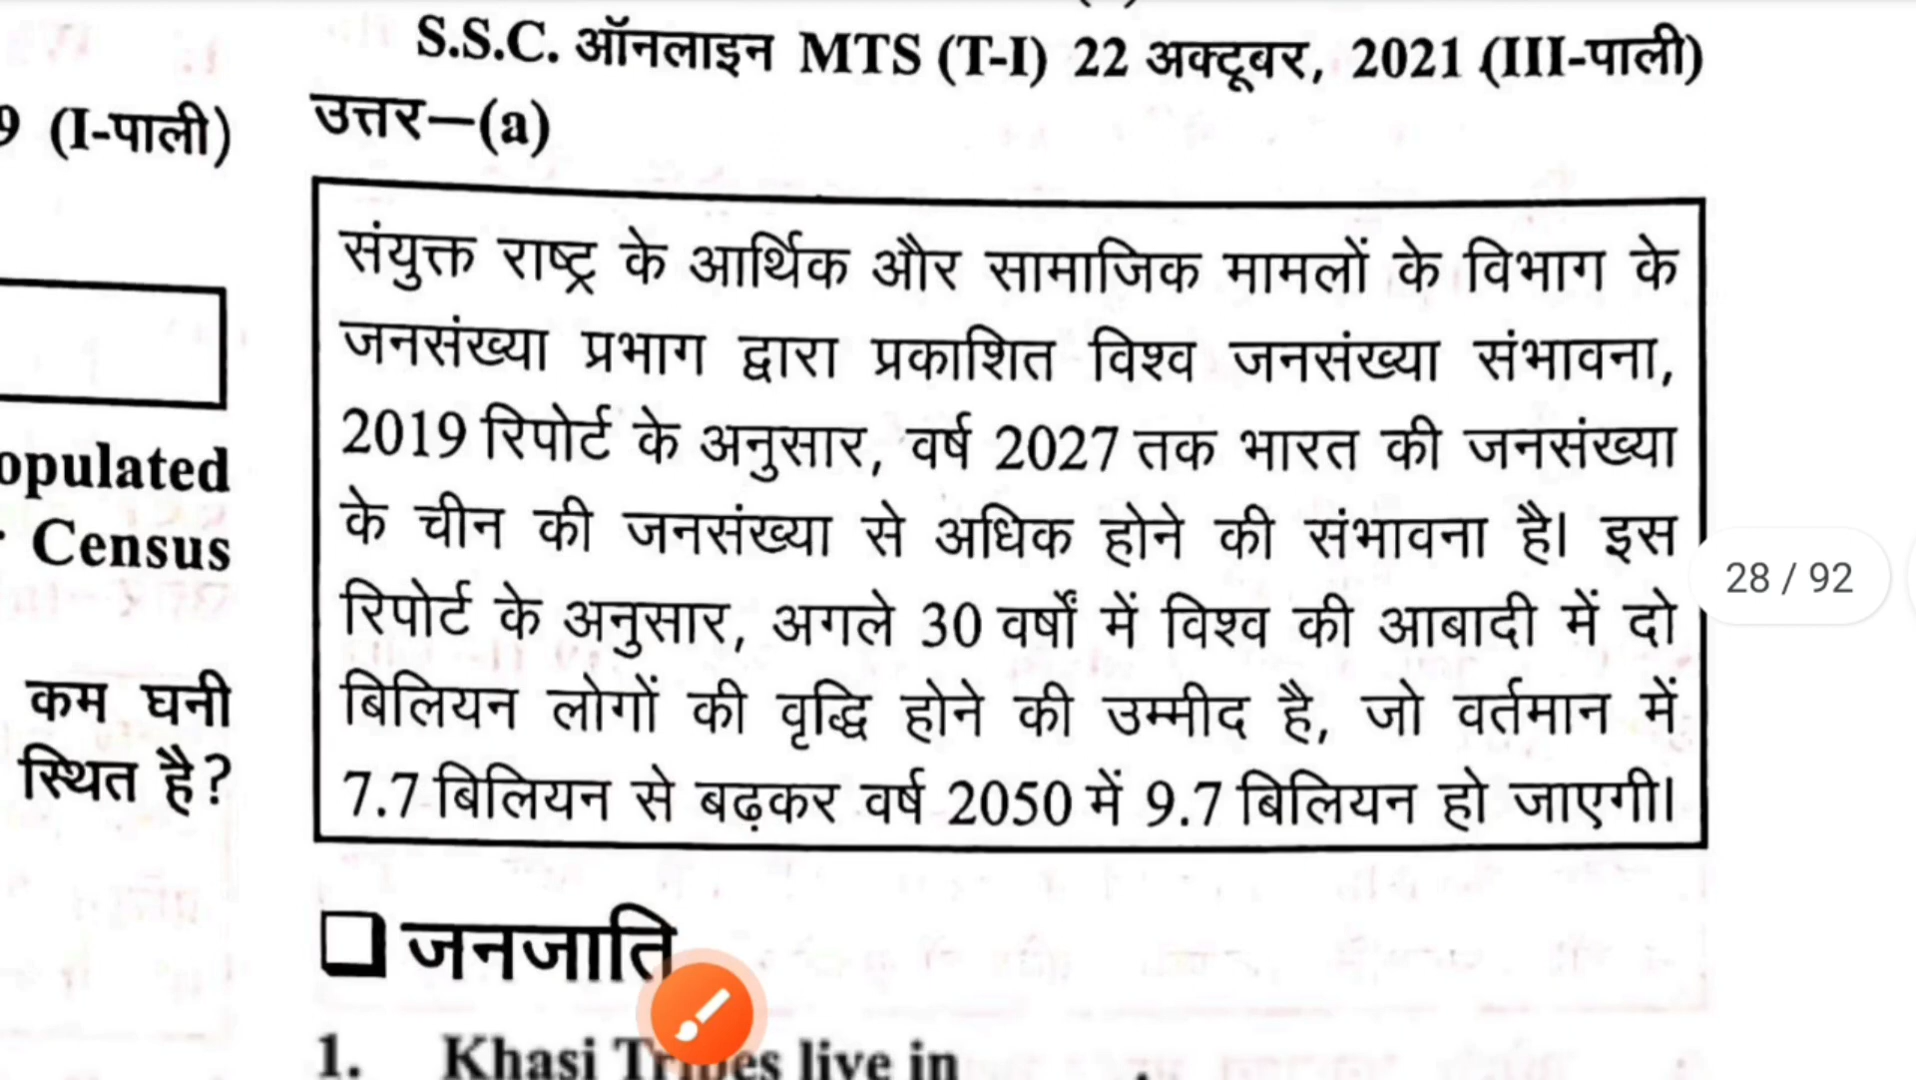 S.S.C. ऑनलाइन MTS (T-I) 22 अक्टूबर, 2021 (III-पाली)
9 (I-पाली)
उत्तर—(a)
संयुक्त राष्ट्र के आर्थिक और सामाजिक मामलों के विभाग के
जनसंख्या प्रभाग द्वारा प्रकाशित विश्व जनसंख्या संभावना,
2019 रिपोर्ट के अनुसार, वर्ष 2027 तक भारत की जनसंख्या
के चीन की जनसंख्या से अधिक होने की संभावना है। इस
रिपोर्ट के अनुसार, अगले 30 वर्षों में विश्व की आबादी में दो
बिलियन लोगों की वृद्धि होने की उम्मीद है, जो वर्तमान में
7.7 बिलियन से बढ़कर वर्ष 2050 में 9.7 बिलियन हो जाएगी।
opulated
Census
कम घनी
स्थित है?
28 / 92
जनजाति
1. Khasi Tribes live in